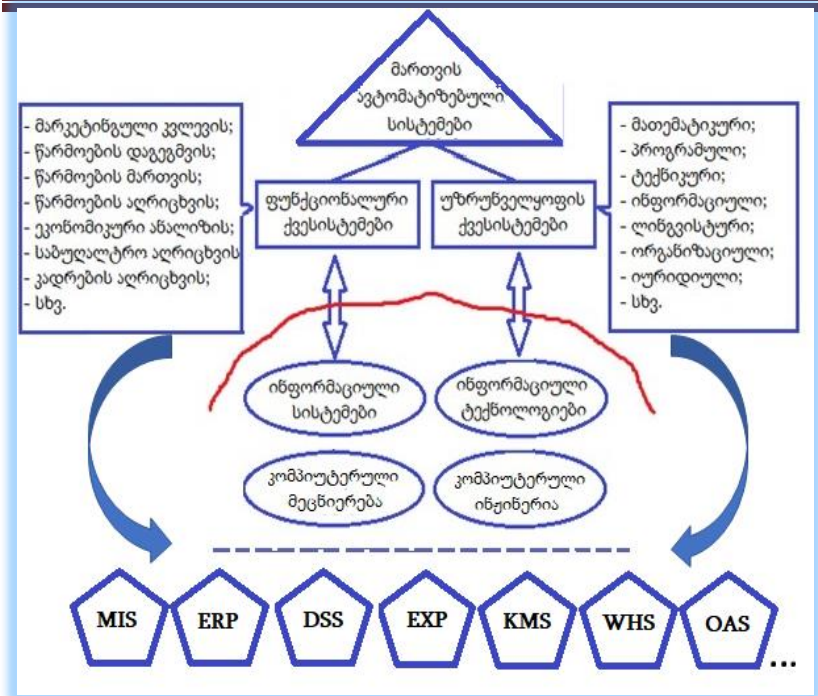 მართვის
ავტომატიზებული
სისტემები
- მარკეტინგული კვლევის;
- წარმოების დაგეგმვის;
- წარმოების მართვის;
- წარმოების აღრიცხვის;
- ეკონომიკური ანალიზის;
- საბუღალტრო აღრიცხვის
- კადრების აღრიცხვის;
- სხვ.
ფუნქციონალური
ქვესისტემები
უზრუნველყოფის
ქვესისტემები
- მათემატიკური;
- პროგრამული;
- ტექნიკური;
- ინფორმაციული;
- ლინგვისტური;
- ორგანიზაციული;
- იურიდიული;
- სხვ.
ინფორმაციული
სისტემები
ინფორმაციული
ტექნოლოგიები
კომპიუტერული
მეცნიერება
კომპიუტერული
ინჟინერია
MIS ERP DSS EXP KMS WHS OAS ...